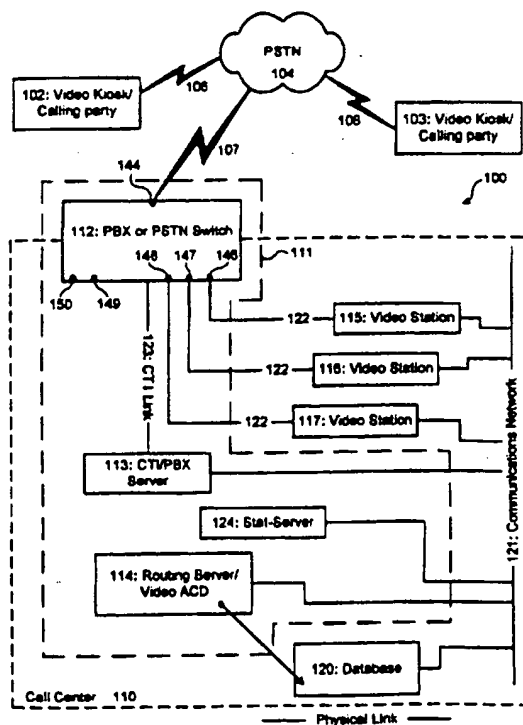 PSTN
104
106
102: Video Kiosk/
Calling party
108
103: Video Kiosk/
Calling party
107
144
100
112: PBX or PSTN Switch
111
148
147
146
150
149
122
115: Video Station
122
116: Video Station
122
117: Video Station
123: CTI Link
113: CTI/PBX
Server
121: Communications Network
124: Stat-Server
114: Routing Server/
Video ACD
120: Database
Call Center 110
Physical Link